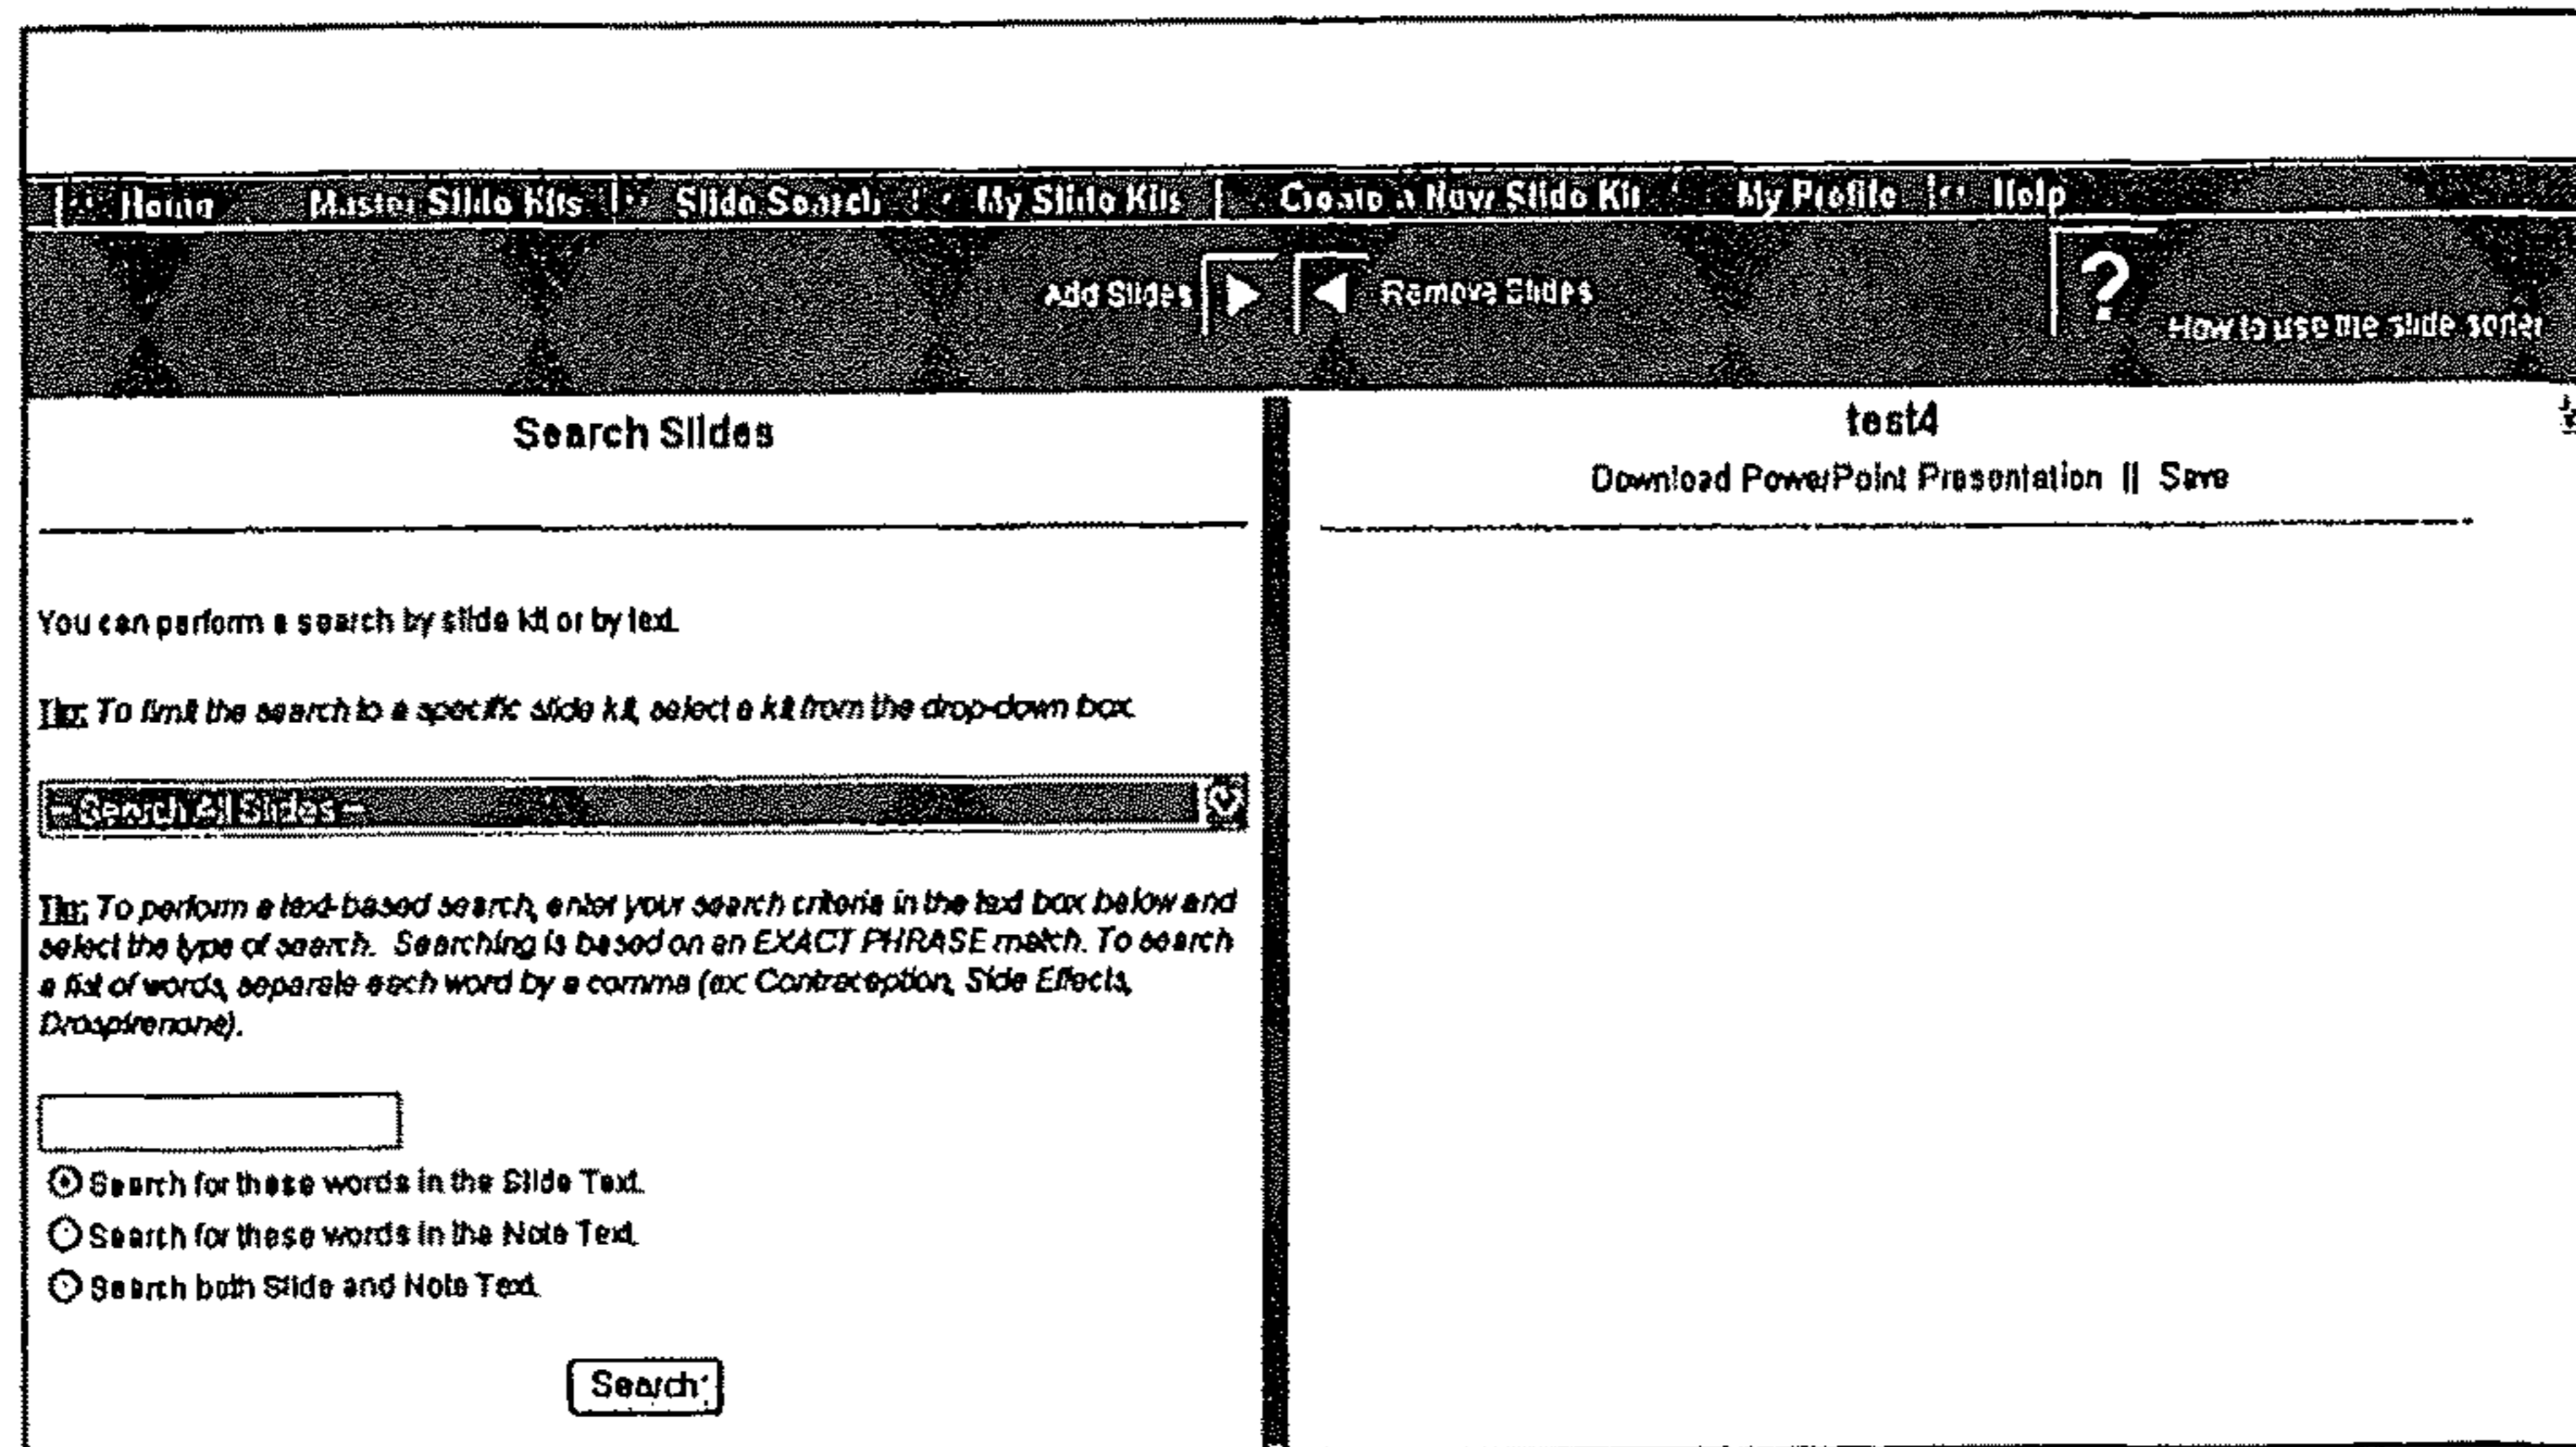 Home Master Slide Kits Slide Search My Slide Kits Create a New Slide Kit My Profile Help
Add Slides Remove Slides ?
How to use the slide sorter
Search Slides
You can perform a search by slide kit or by text.
Tip: To limit the search to a specific slide kit, select a kit from the drop-down box.
– Search All Slides –
Tip: To perform a text-based search, enter your search criteria in the text box below and
select the type of search. Searching is based on an EXACT PHRASE match. To search
a list of words, separate each word by a comma (ex: Contraception, Side Effects,
Drospirenone).
Search for these words in the Slide Text.
Search for these words in the Note Text.
Search both Slide and Note Text.
Search
test4
Download PowerPoint Presentation || Save